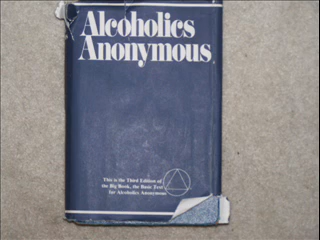 Alcoholics
Anonymous
This is the Third Edition of
the Big Book, the Basic Text
for Alcoholics Anonymous